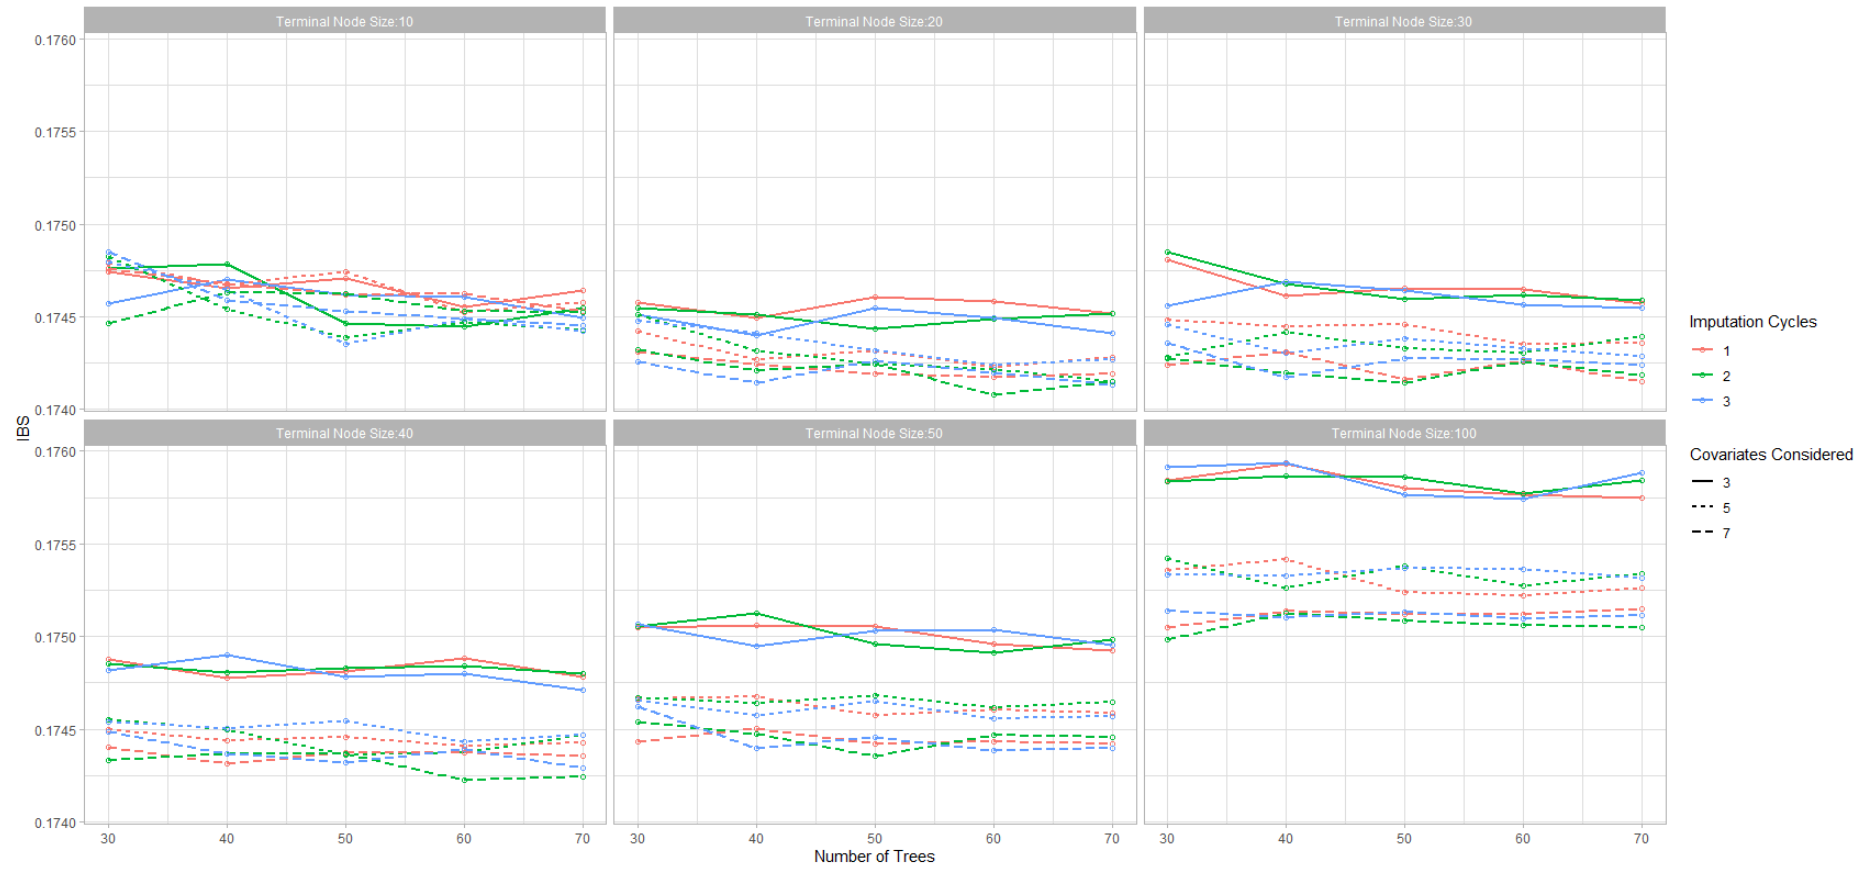 Terminal Node Size:10
Terminal Node Size:20
Terminal Node Size:30
0.1760
0.1755
0.1750
0.1745
0.1740
IBS
Terminal Node Size:40
Terminal Node Size:50
Terminal Node Size:100
0.1760
0.1755
0.1750
0.1745
0.1740
30 40 50 60 70
30 40 50 60 70
30 40 50 60 70
Number of Trees
Imputation Cycles
1
2
3
Covariates Considered
3
5
7